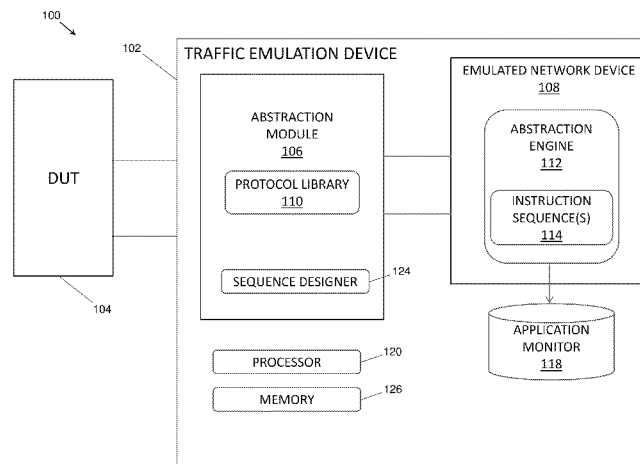 100
102
TRAFFIC EMULATION DEVICE
EMULATED NETWORK DEVICE
108
ABSTRACTION
MODULE
106
ABSTRACTION
ENGINE
112
DUT
PROTOCOL LIBRARY
110
INSTRUCTION
SEQUENCE(S)
114
SEQUENCE DESIGNER
124
104
APPLICATION
MONITOR
118
PROCESSOR
120
MEMORY
126